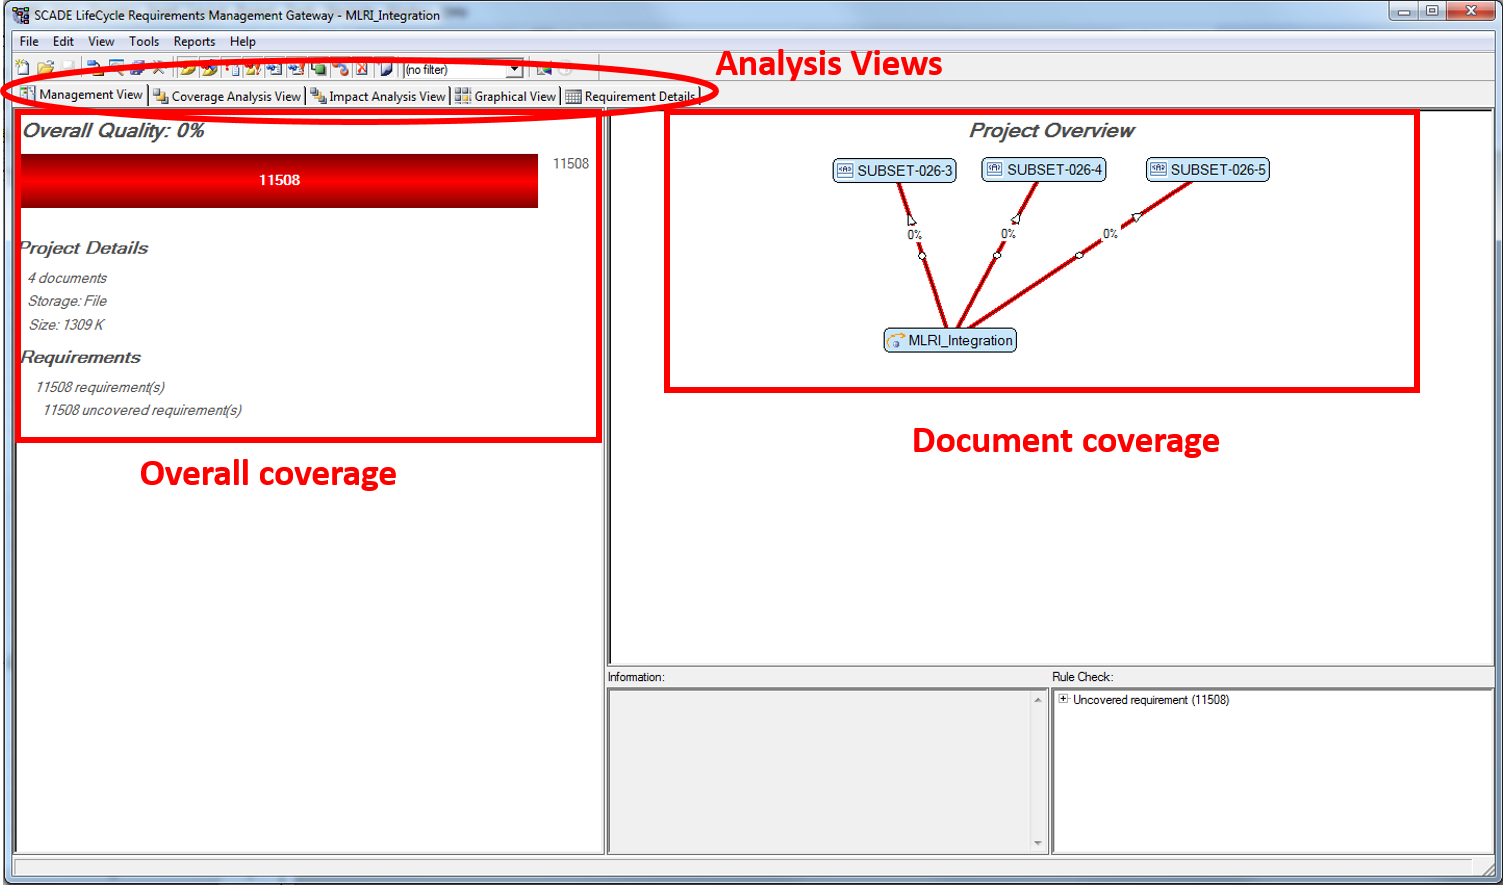 SCADE LifeCycle Requirements Management Gateway - MLRI_Integration
File Edit View Tools Reports Help
(no filter)
Analysis Views
Management View Coverage Analysis View Impact Analysis View Graphical View Requirement Details
Overall Quality: 0%
11508
11508
Project Details
4 documents
Storage: File
Size: 1309 K
Requirements
11508 requirement(s)
11508 uncovered requirement(s)
Overall coverage
Project Overview
SUBSET-026-3 SUBSET-026-4 SUBSET-026-5
0% 0% 0%
MLRI_Integration
Document coverage
Information:
Rule Check:
Uncovered requirement (11508)